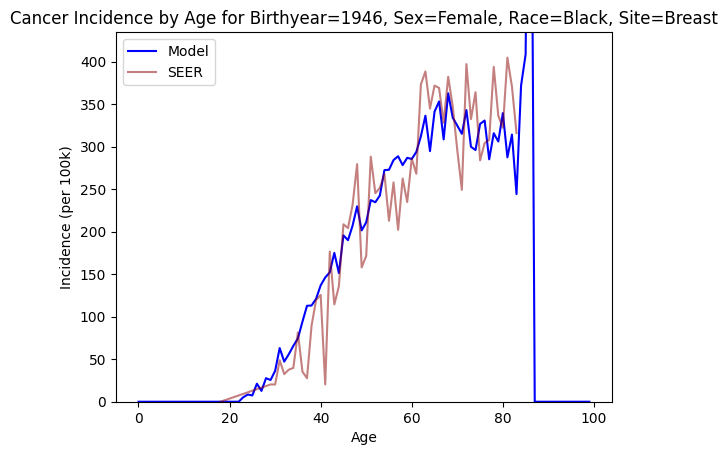 Cancer Incidence by Age for Birthyear=1946, Sex=Female, Race=Black, Site=Breast
Model
SEER
400
350
300
250
200
150
100
50
0
Incidence (per 100k)
0 20 40 60 80 100
Age